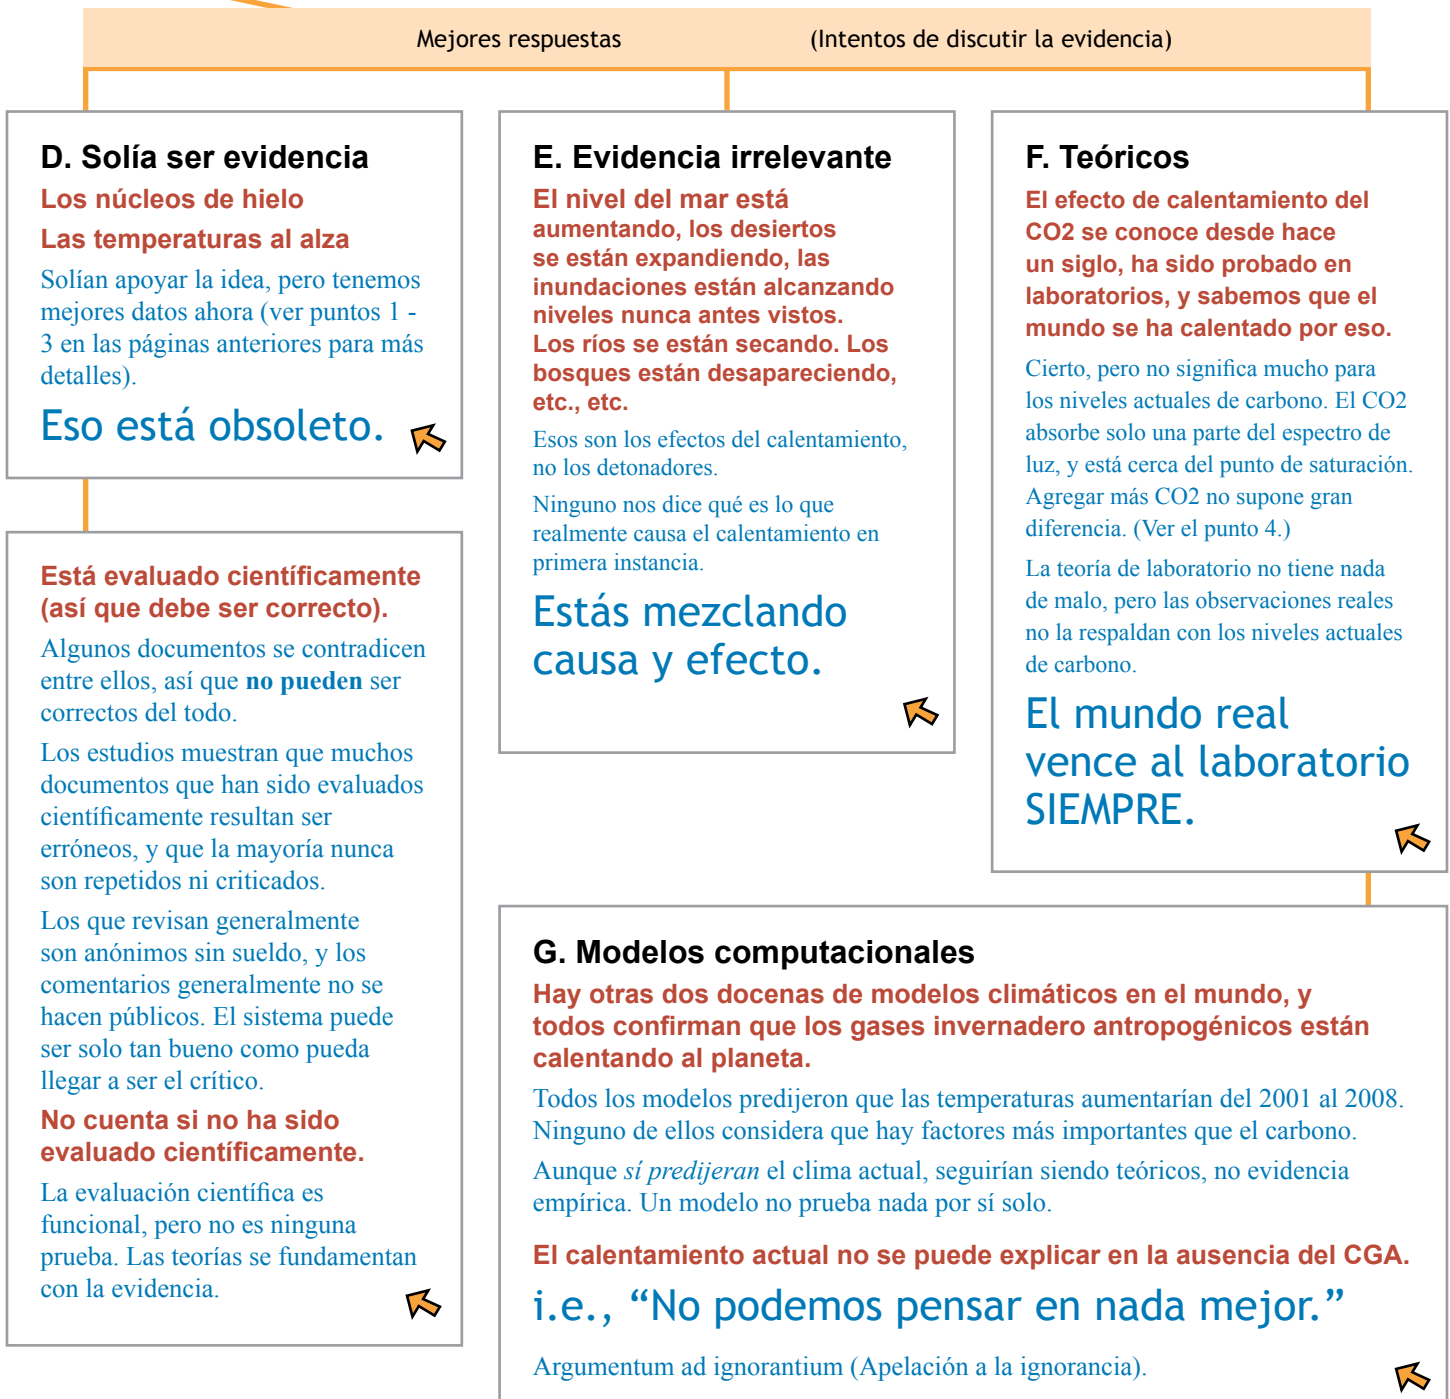 Mejores respuestas (Intentos de discutir la evidencia)
D. Solía ser evidencia
Los núcleos de hielo
Las temperaturas al alza
Solían apoyar la idea, pero tenemos
mejores datos ahora (ver puntos 1 -
3 en las páginas anteriores para más
detalles).
Eso está obsoleto.
Está evaluado científicamente
(así que debe ser correcto).
Algunos documentos se contradicen
entre ellos, así que no pueden ser
correctos del todo.
Los estudios muestran que muchos
documentos que han sido evaluados
científicamente resultan ser
erróneos, y que la mayoría nunca
son repetidos ni criticados.
Los que revisan generalmente
son anónimos sin sueldo, y los
comentarios generalmente no se
hacen públicos. El sistema puede
ser solo tan bueno como pueda
llegar a ser el crítico.
No cuenta si no ha sido
evaluado científicamente.
La evaluación científica es
funcional, pero no es ninguna
prueba. Las teorías se fundamentan
con la evidencia.
E. Evidencia irrelevante
El nivel del mar está
aumentando, los desiertos
se están expandiendo, las
inundaciones están alcanzando
niveles nunca antes vistos.
Los ríos se están secando. Los
bosques están desapareciendo,
etc., etc.
Esos son los efectos del calentamiento,
no los detonadores.
Ninguno nos dice qué es lo que
realmente causa el calentamiento en
primera instancia.
Estás mezclando
causa y efecto.
F. Teóricos
El efecto de calentamiento del
CO2 se conoce desde hace
un siglo, ha sido probado en
laboratorios, y sabemos que el
mundo se ha calentado por eso.
Cierto, pero no significa mucho para
los niveles actuales de carbono. El CO2
absorbe solo una parte del espectro de
luz, y está cerca del punto de saturación.
Agregar más CO2 no supone gran
diferencia. (Ver el punto 4.)
La teoría de laboratorio no tiene nada
de malo, pero las observaciones reales
no la respaldan con los niveles actuales
de carbono.
El mundo real
vence al laboratorio
SIEMPRE.
G. Modelos computacionales
Hay otras dos docenas de modelos climáticos en el mundo, y
todos confirman que los gases invernadero antropogénicos están
calentando al planeta.
Todos los modelos predijeron que las temperaturas aumentarían del 2001 al 2008.
Ninguno de ellos considera que hay factores más importantes que el carbono.
Aunque sí predijeran el clima actual, seguirían siendo teóricos, no evidencia
empírica. Un modelo no prueba nada por sí solo.
El calentamiento actual no se puede explicar en la ausencia del CGA.
i.e., “No podemos pensar en nada mejor.”
Argumentum ad ignorantium (Apelación a la ignorancia).